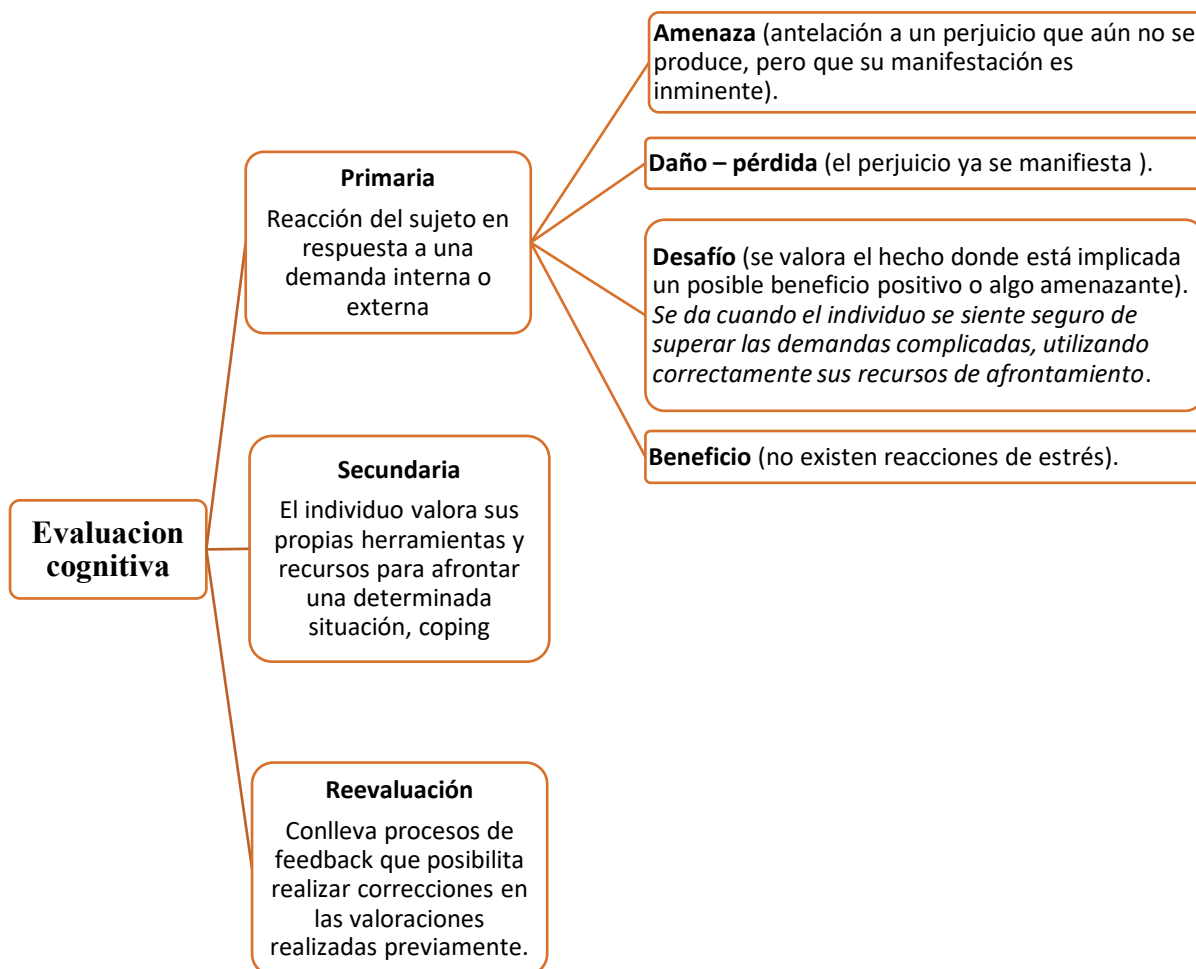 Evaluacion
cognitiva
Primaria
Reacción del sujeto en
respuesta a una
demanda interna o
externa
Amenaza (antelación a un perjuicio que aún no se
produce, pero que su manifestación es
inminente).
Daño – pérdida (el perjuicio ya se manifiesta ).
Desafío (se valora el hecho donde está implicada
un posible beneficio positivo o algo amenazante).
Se da cuando el individuo se siente seguro de
superar las demandas complicadas, utilizando
correctamente sus recursos de afrontamiento.
Beneficio (no existen reacciones de estrés).
Secundaria
El individuo valora sus
propias herramientas y
recursos para afrontar
una determinada
situación, coping
Reevaluación
Conlleva procesos de
feedback que posibilita
realizar correcciones en
las valoraciones
realizadas previamente.